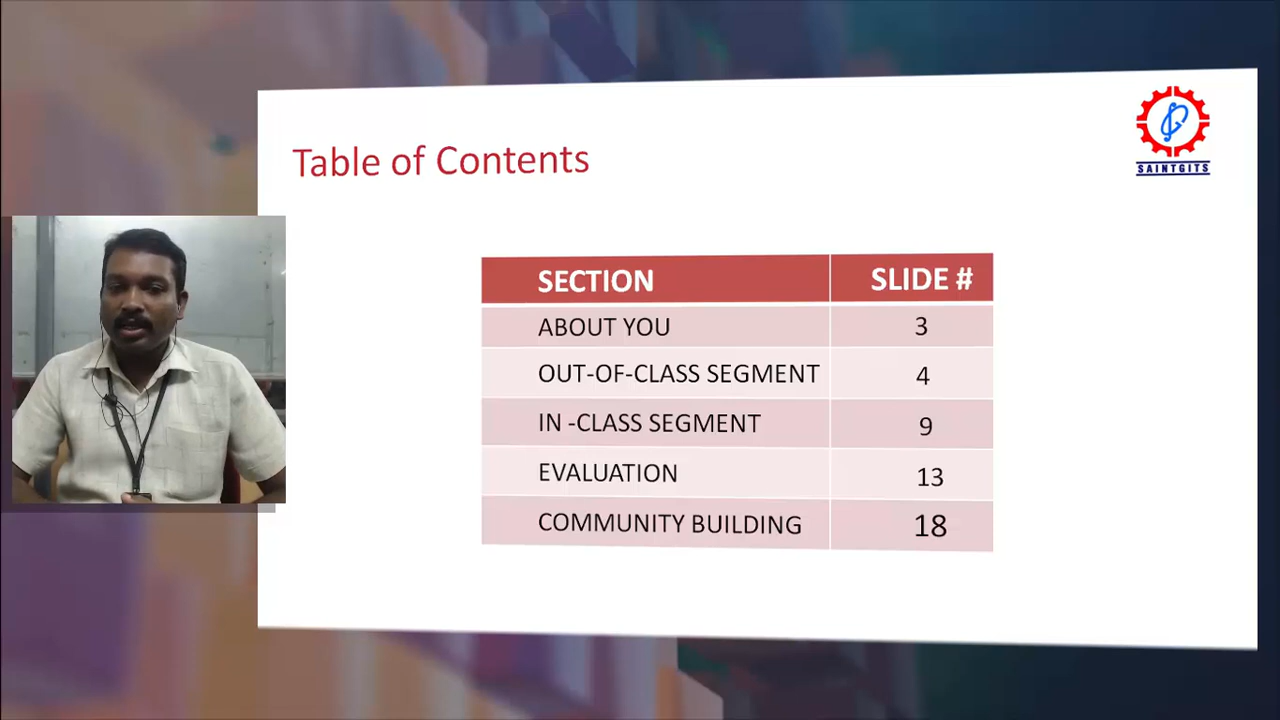 SAINTGITS
Table of Contents
SECTION SLIDE #
ABOUT YOU 3
OUT-OF-CLASS SEGMENT 4
IN -CLASS SEGMENT 9
EVALUATION 13
COMMUNITY BUILDING 18